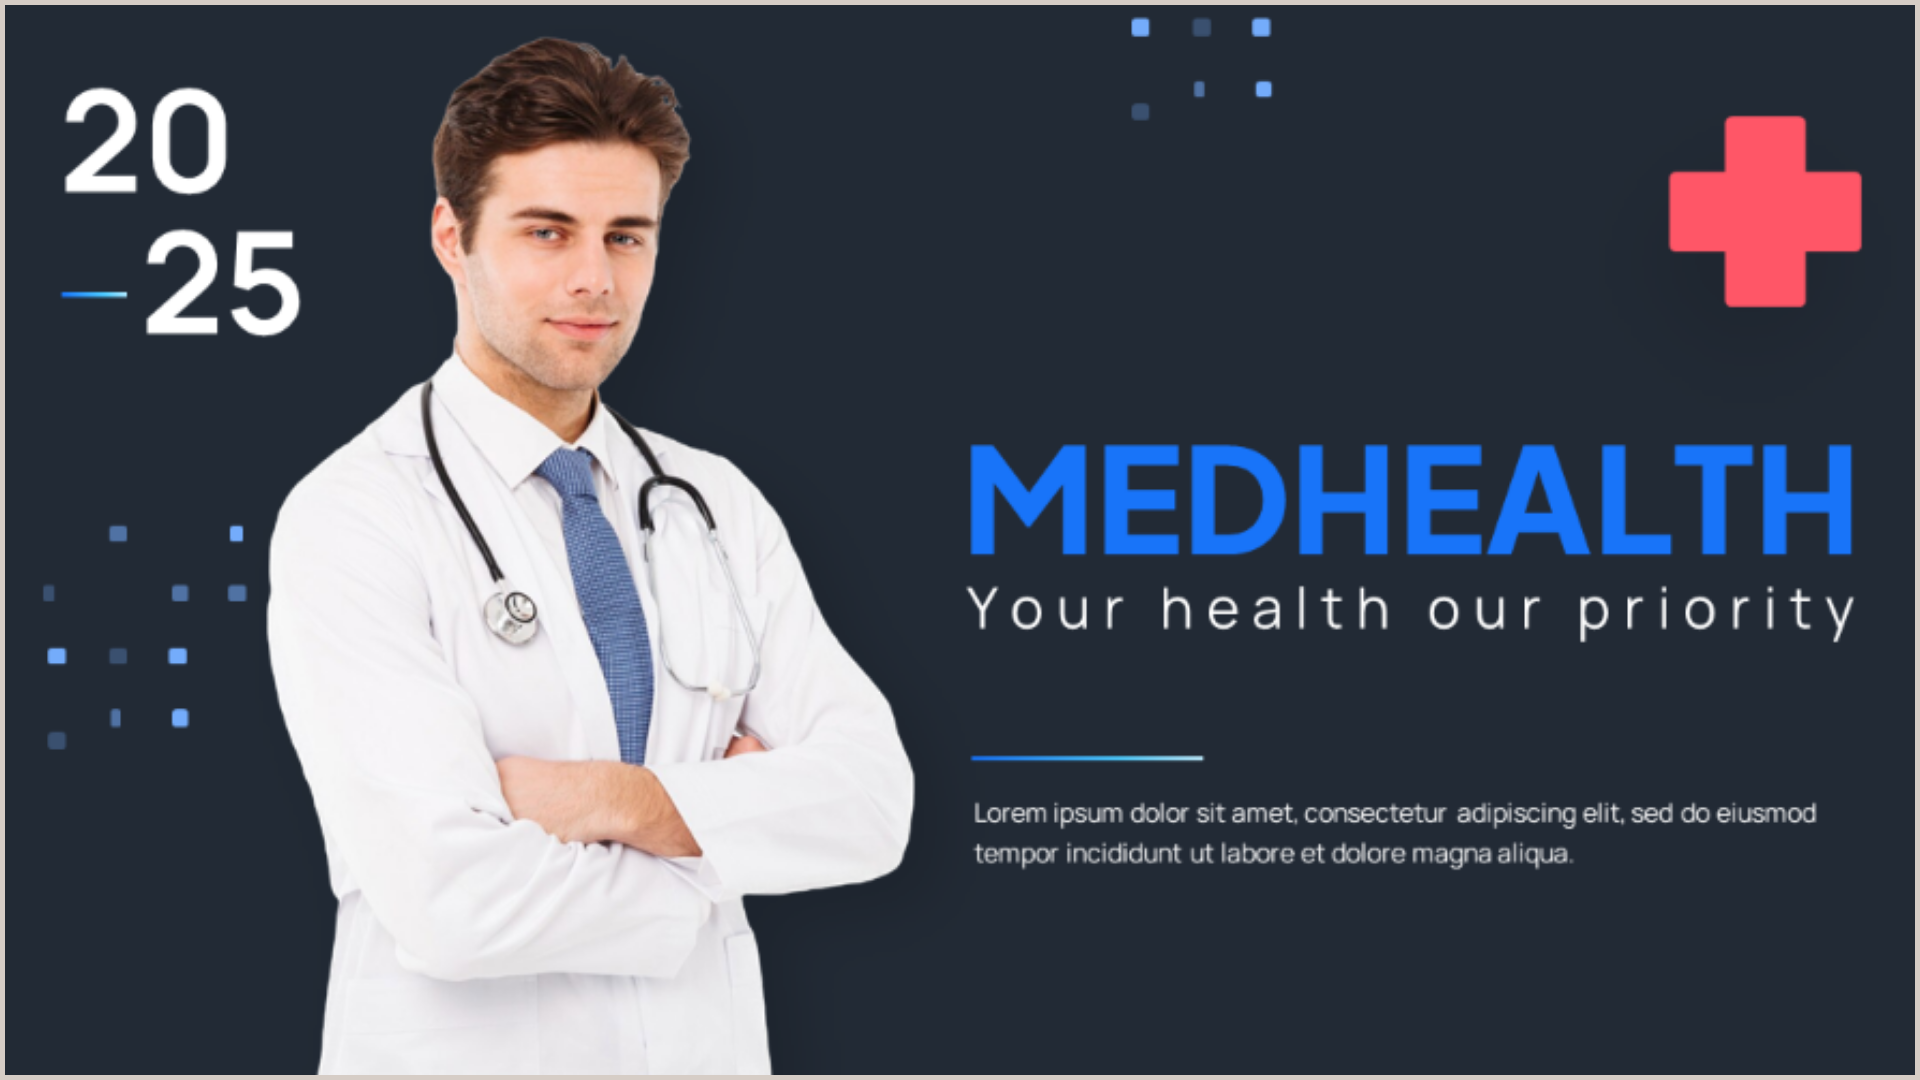 20
25
MEDHEALTH
Your health our priority
Lorem ipsum dolor sit amet, consectetur adipiscing elit, sed do eiusmod
tempor incididunt ut labore et dolore magna aliqua.